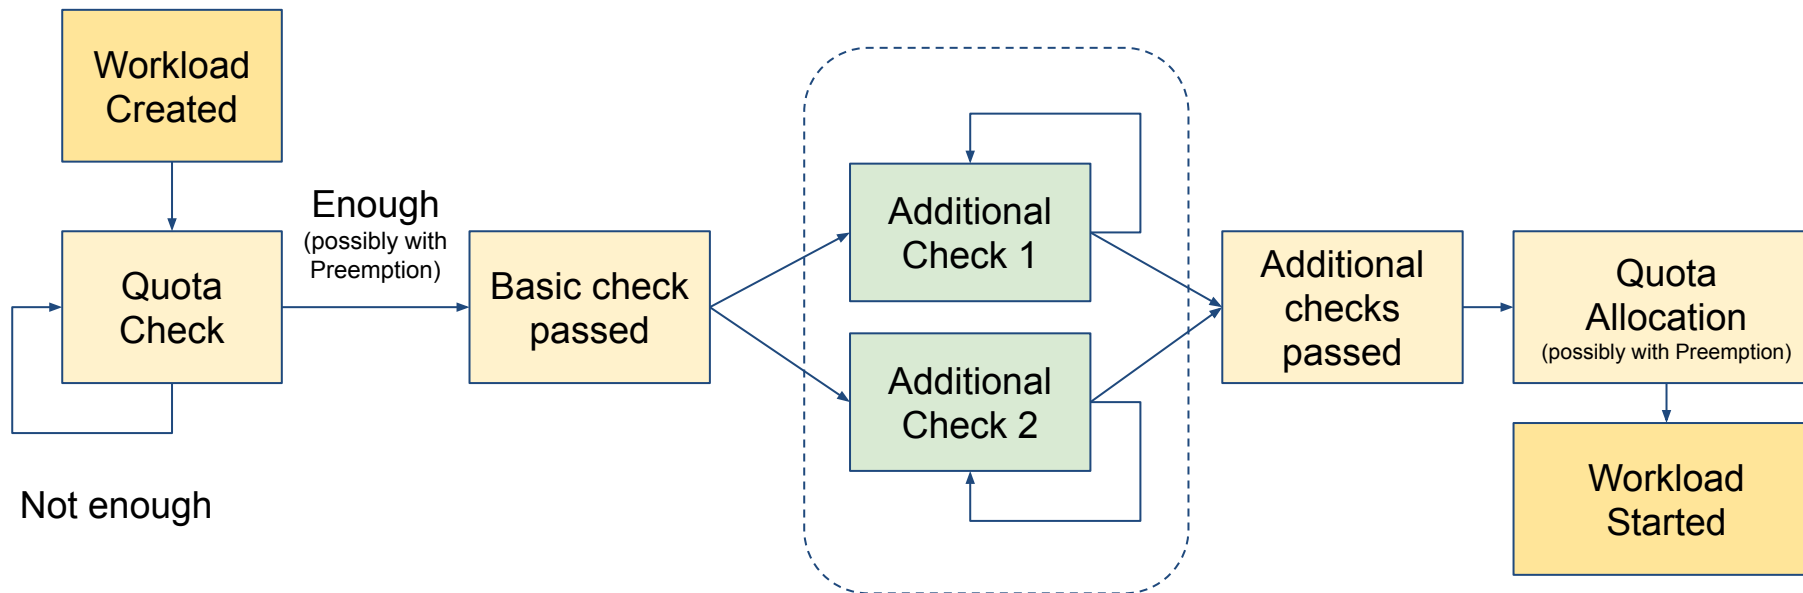 Workload
Created
Enough
(possibly with
Preemption)
Quota
Check
Not enough
Basic check
passed
Additional
Check 1
Additional
Check 2
Additional
checks
passed
Quota
Allocation
(possibly with Preemption)
Workload
Started